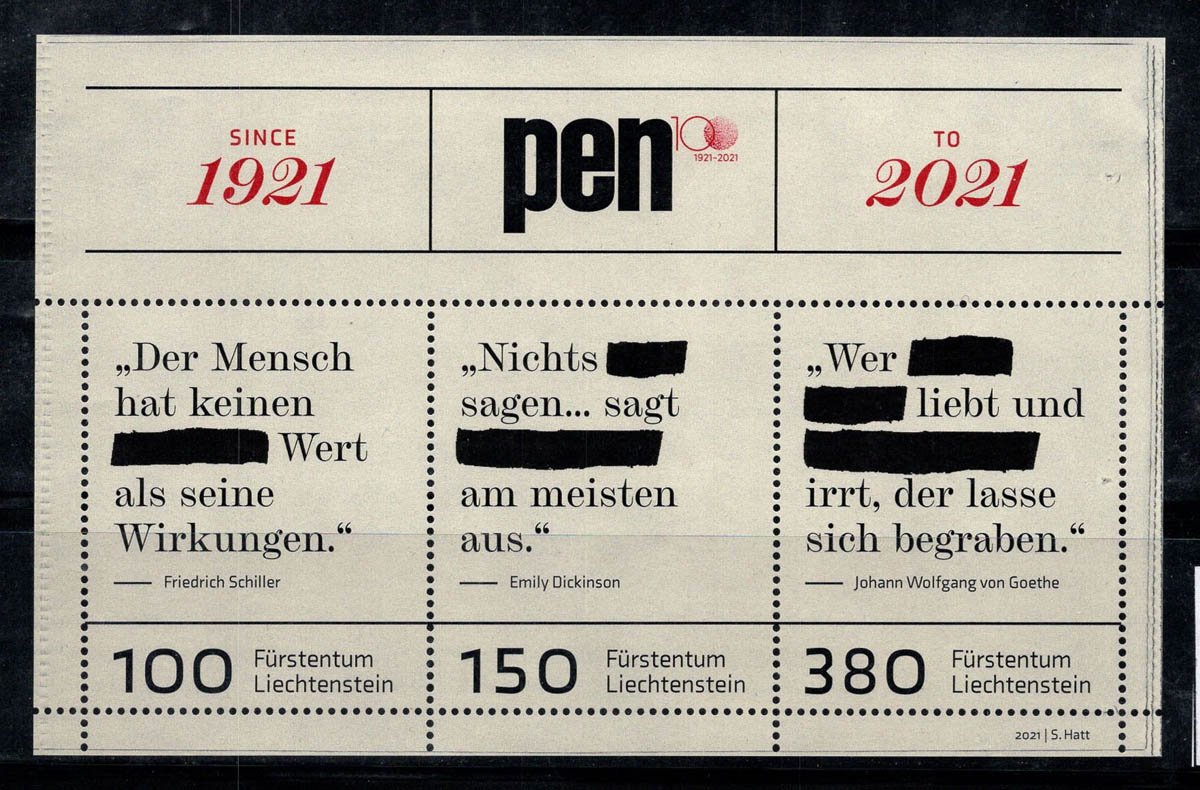 SINCE
1921
pen 100
1921-2021
TO
2021
„Der Mensch
hat keinen
Wert
als seine
Wirkungen.“
Friedrich Schiller
100 Fürstentum
Liechtenstein
„Nichts
sagen... sagt
am meisten
aus.“
Emily Dickinson
150 Fürstentum
Liechtenstein
„Wer
liebt und
irrt, der lasse
sich begraben.“
Johann Wolfgang von Goethe
380 Fürstentum
Liechtenstein
2021 | S. Hatt